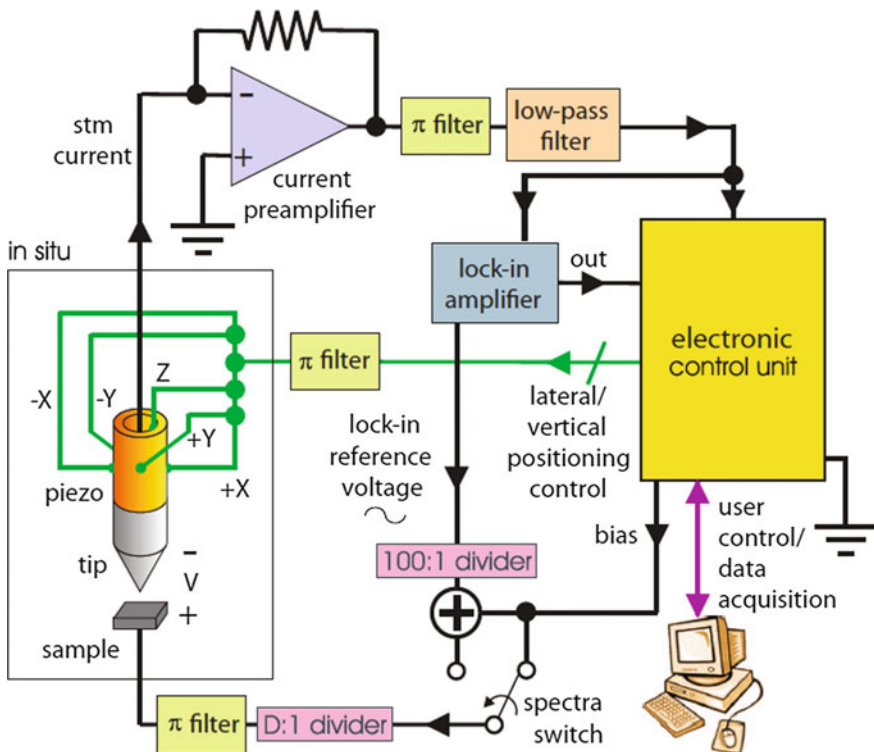 stm
current
-
+
current
preamplifier
π filter
low-pass
filter
in situ
lock-in
amplifier
out
electronic
control unit
π filter
lateral/
vertical
positioning
control
-X
-Y
Z
+Y
+X
piezo
tip
-
V
+
sample
lock-in
reference
voltage
100:1 divider
+
bias
user
control/
data
acquisition
spectra
switch
π filter
D:1 divider